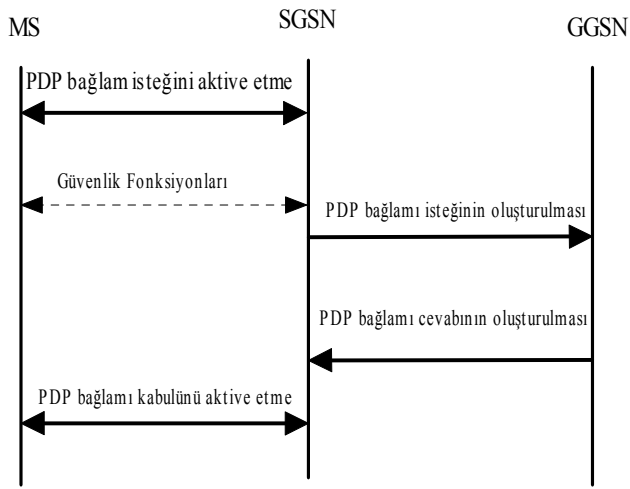 MS
SGSN
GGSN
PDP bağlam isteğini aktive etme
Güvenlik Fonksiyonları
PDP bağlamı isteğinin oluşturulması
PDP bağlamı cevabının oluşturulması
PDP bağlamı kabulünü aktive etme